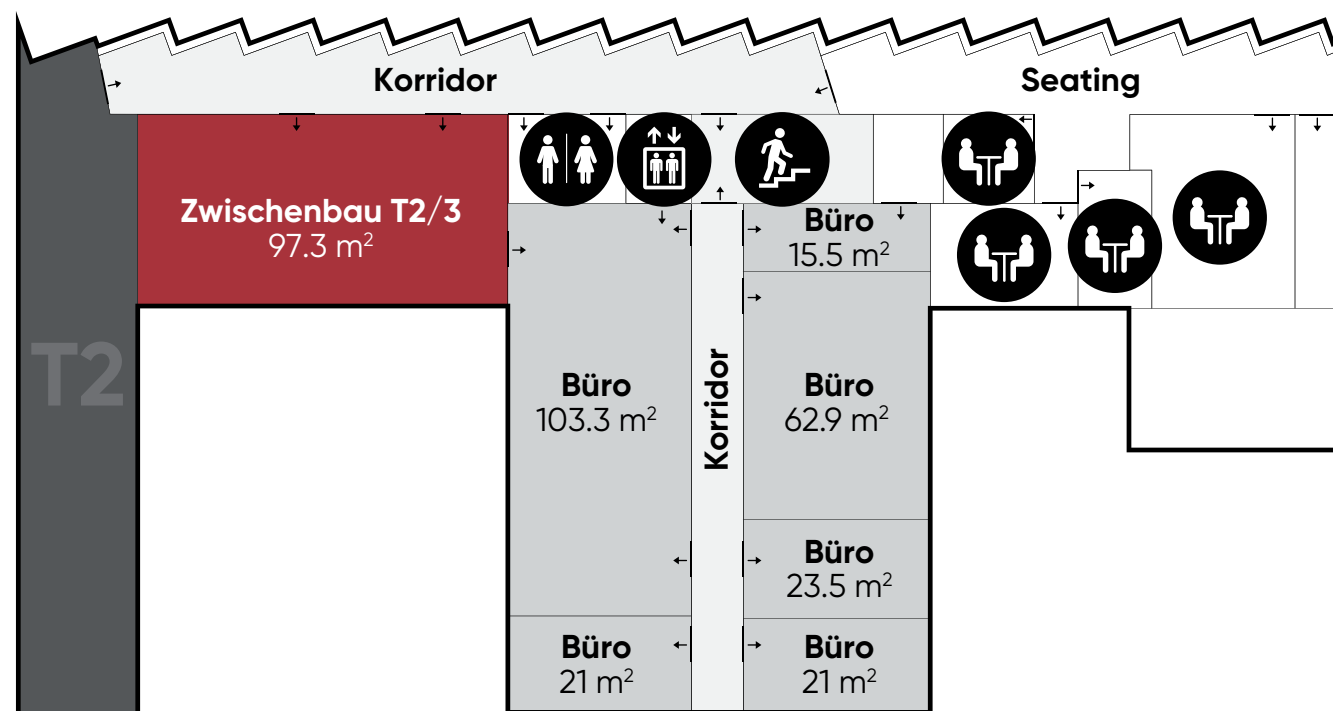 Korridor
Seating
Zwischenbau T2/3
97.3 m²
Büro
15.5 m²
T2
Büro
103.3 m²
Korridor
Büro
62.9 m²
Büro
23.5 m²
Büro
21 m²
Büro
21 m²